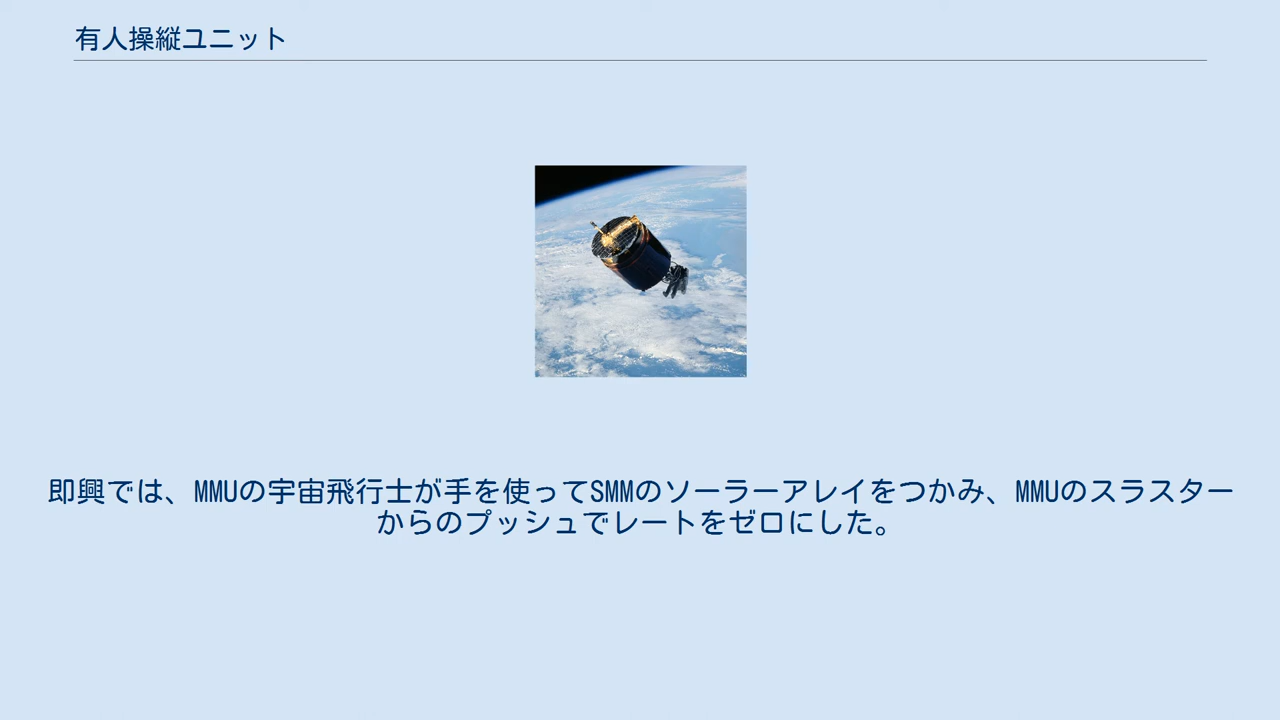 有人操縦ユニット
即興では、MMUの宇宙飛行士が手を使ってSMMのソーラーアレイをつかみ、MMUのスラスター
からのプッシュでレートをゼロにした。